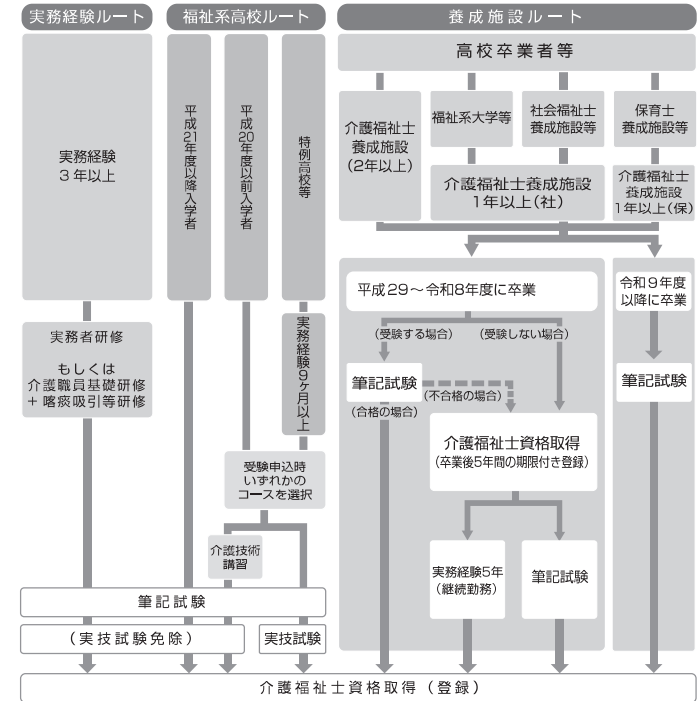 実務経験ルート
福祉系高校ルート
養成施設ルート
実務経験
3年以上
実務者研修
もしくは
介護職員基礎研修
+ 喀痰吸引等研修
平成21年度以降入学者
平成20年度以前入学者
特例高校等
実務経験9ヶ月以上
受験申込時
いずれかの
コースを選択
介護技術
講習
高校卒業者等
介護福祉士
養成施設
(2年以上)
福祉系大学等
社会福祉士
養成施設等
保育士
養成施設等
介護福祉士養成施設
1年以上(社)
介護福祉士
養成施設
1年以上(保)
平成29～令和8年度に卒業
令和9年度
以降に卒業
(受験する場合)
(受験しない場合)
筆記試験
(不合格の場合)
(合格の場合)
筆記試験
介護福祉士資格取得
(卒業後5年間の期限付き登録)
実務経験5年
(継続勤務)
筆記試験
筆記試験
(実技試験免除)
実技試験
介護福祉士資格取得(登録)